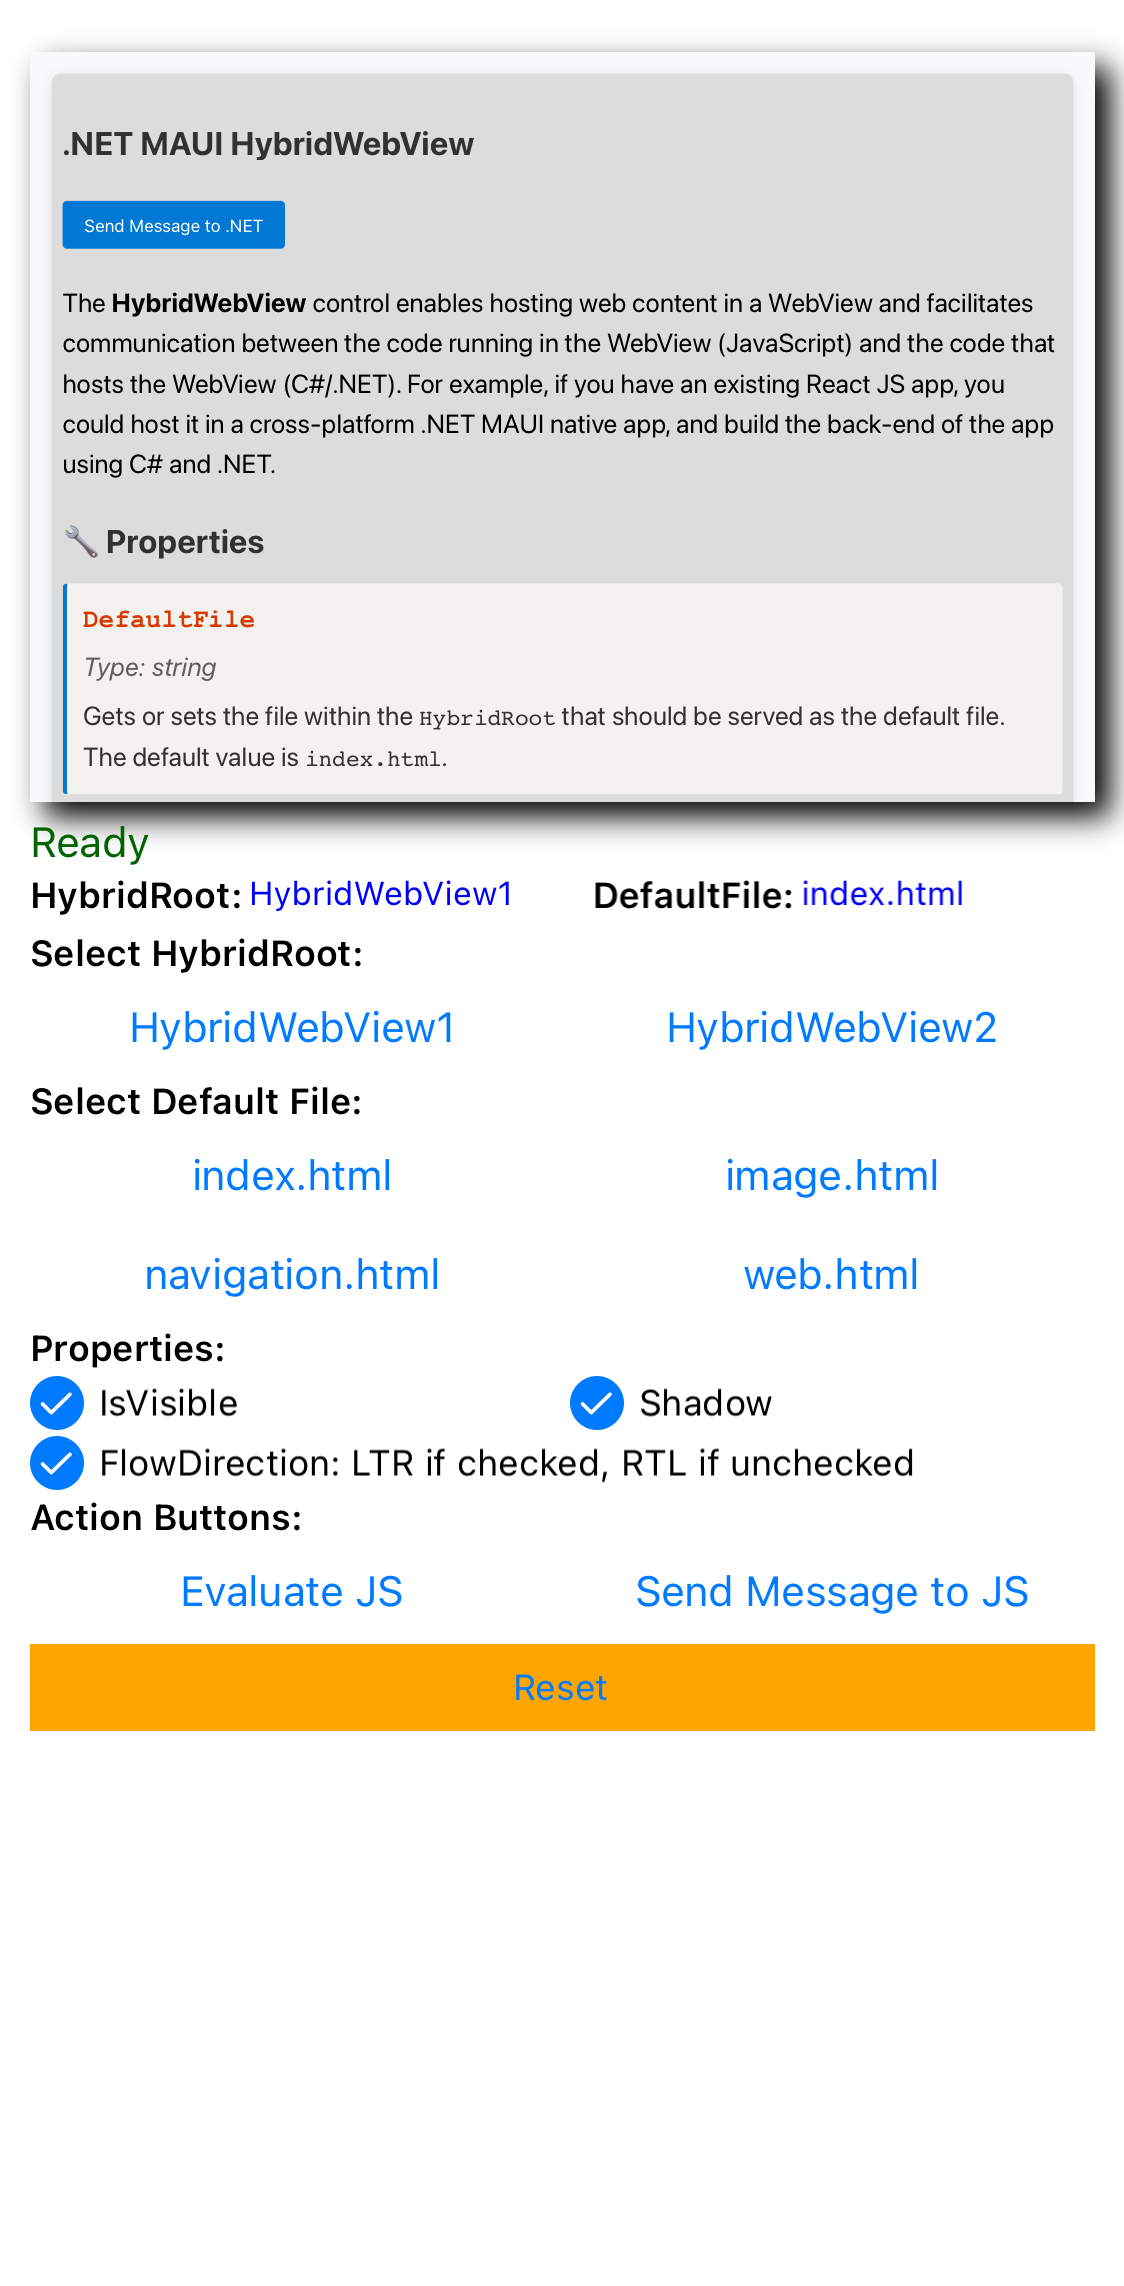 .NET MAUI HybridWebView
Send Message to .NET
The HybridWebView control enables hosting web content in a WebView and facilitates
communication between the code running in the WebView (JavaScript) and the code that
hosts the WebView (C#/.NET). For example, if you have an existing React JS app, you
could host it in a cross-platform .NET MAUI native app, and build the back-end of the app
using C# and .NET.
🔧 Properties
DefaultFile
Type: string
Gets or sets the file within the HybridRoot that should be served as the default file.
The default value is index.html.
Ready
HybridRoot: HybridWebView1 DefaultFile: index.html
Select HybridRoot:
HybridWebView1 HybridWebView2
Select Default File:
index.html image.html
navigation.html web.html
Properties:
IsVisible Shadow
FlowDirection: LTR if checked, RTL if unchecked
Action Buttons:
Evaluate JS Send Message to JS
Reset